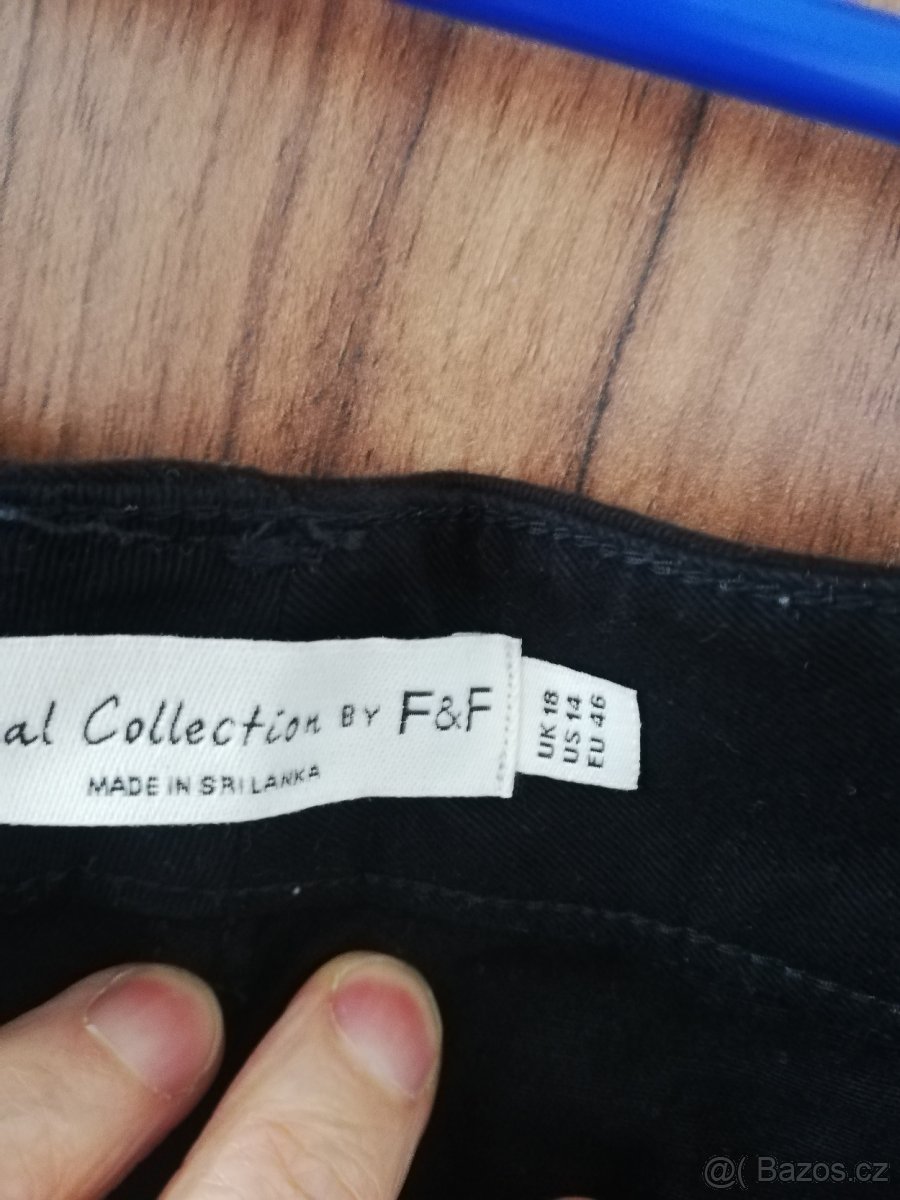 al Collection BY F&F
MADE IN SRI LANKA
UK 18
US 14
EU 46
@( Bazos.cz